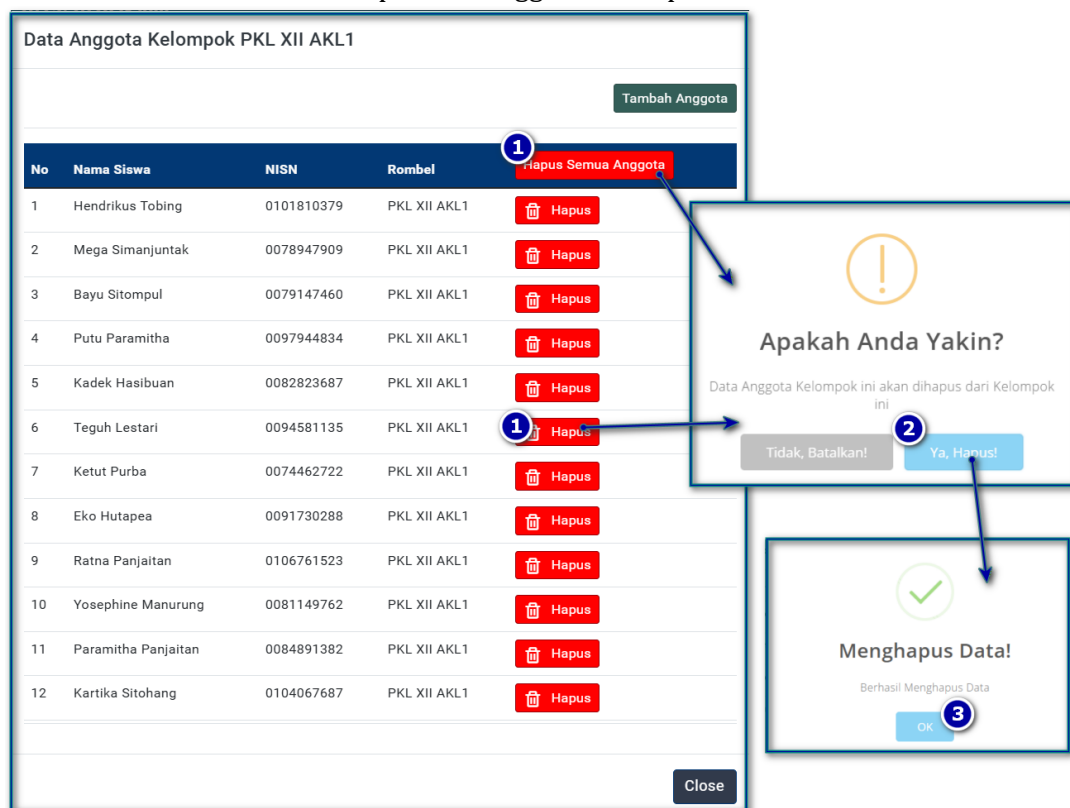 Data Anggota Kelompok PKL XII AKL1
Tambah Anggota
1
No Nama Siswa NISN Rombel Hapus Semua Anggota
1 Hendrikus Tobing 0101810379 PKL XII AKL1 Hapus
2 Mega Simanjuntak 0078947909 PKL XII AKL1 Hapus
3 Bayu Sitompul 0079147460 PKL XII AKL1 Hapus
4 Putu Paramitha 0097944834 PKL XII AKL1 Hapus
5 Kadek Hasibuan 0082823687 PKL XII AKL1 Hapus
6 Teguh Lestari 0094581135 PKL XII AKL1 1 Hapus
7 Ketut Purba 0074462722 PKL XII AKL1 Hapus
8 Eko Hutapea 0091730288 PKL XII AKL1 Hapus
9 Ratna Panjaitan 0106761523 PKL XII AKL1 Hapus
10 Yosephine Manurung 0081149762 PKL XII AKL1 Hapus
11 Paramitha Panjaitan 0084891382 PKL XII AKL1 Hapus
12 Kartika Sitohang 0104067687 PKL XII AKL1 Hapus
Close
Apakah Anda Yakin?
Data Anggota Kelompok ini akan dihapus dari Kelompok
ini
2
Tidak, Batalkan! Ya, Hapus!
Menghapus Data!
Berhasil Menghapus Data
OK 3